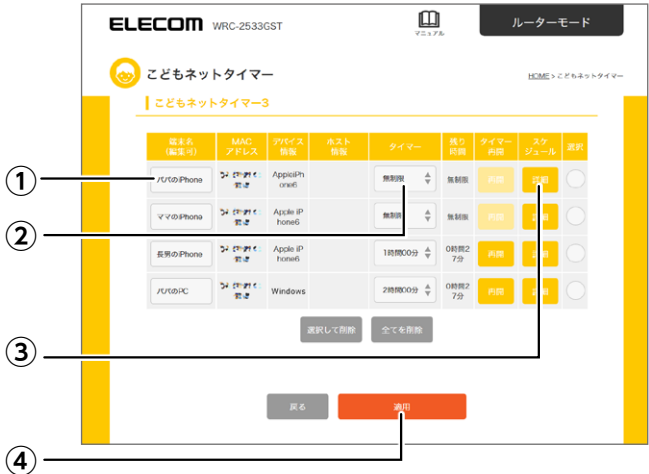 ELECOM WRC-2533GST
マニュアル
ルーターモード
こどもネットタイマー
HOME > こどもネットタイマー
こどもネットタイマー3
端末名 MAC デバイス ホスト タイマー 残り タイマー スケ 選択
(編集可) アドレス 情報 情報 時間 再開 ジュール
① パパのiPhone AppleiPh 無制限 無制限 再開 詳細
one6
② ママのiPhone Apple iP 無制限 無制限 再開 詳細
hone6
長男のiPhone Apple iP 1時間00分 0時間2 再開 詳細
hone6 7分
パパのPC Windows 2時間00分 0時間2 再開 詳細
7分
③ 選択して削除 全てを削除
戻る 適用
④